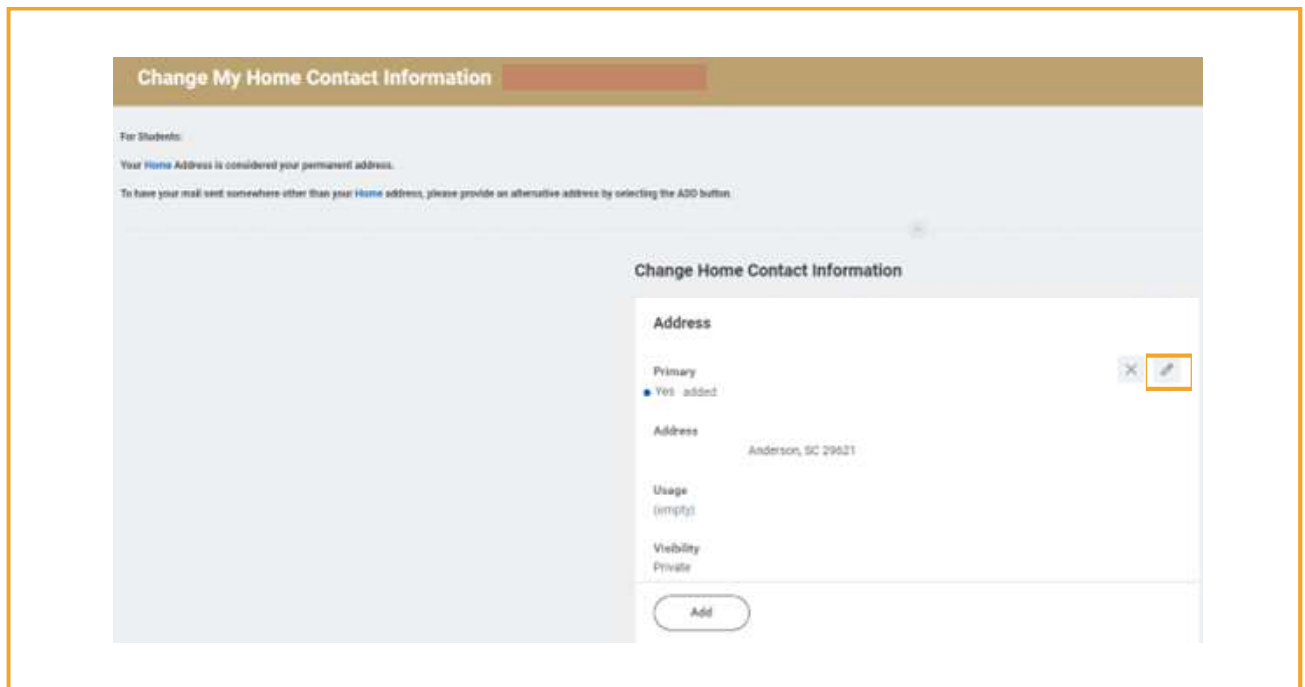 Change My Home Contact Information
For Students:
Your Home Address is considered your permanent address.
To have your mail sent somewhere other than your Home address, please provide an alternative address by selecting the ADD button.
Change Home Contact Information
Address
Primary
Yes added
Address
Anderson, SC 29621
Usage
(empty)
Visibility
Private
Add